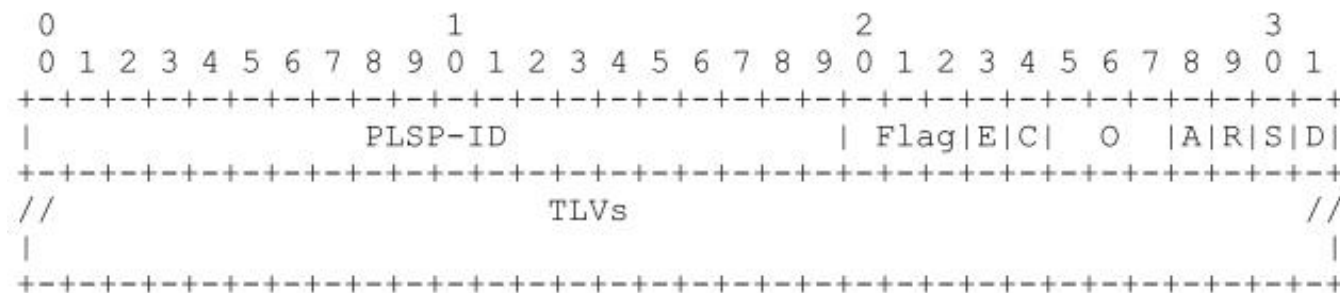 0                   1                   2                   3
 0 1 2 3 4 5 6 7 8 9 0 1 2 3 4 5 6 7 8 9 0 1 2 3 4 5 6 7 8 9 0 1
+-+-+-+-+-+-+-+-+-+-+-+-+-+-+-+-+-+-+-+-+-+-+-+-+-+-+-+-+-+-+-+-+
|                PLSP-ID                | Flag|E|C|  O  |A|R|S|D|
+-+-+-+-+-+-+-+-+-+-+-+-+-+-+-+-+-+-+-+-+-+-+-+-+-+-+-+-+-+-+-+-+
//                        TLVs                                 //
|                                                               |
+-+-+-+-+-+-+-+-+-+-+-+-+-+-+-+-+-+-+-+-+-+-+-+-+-+-+-+-+-+-+-+-+